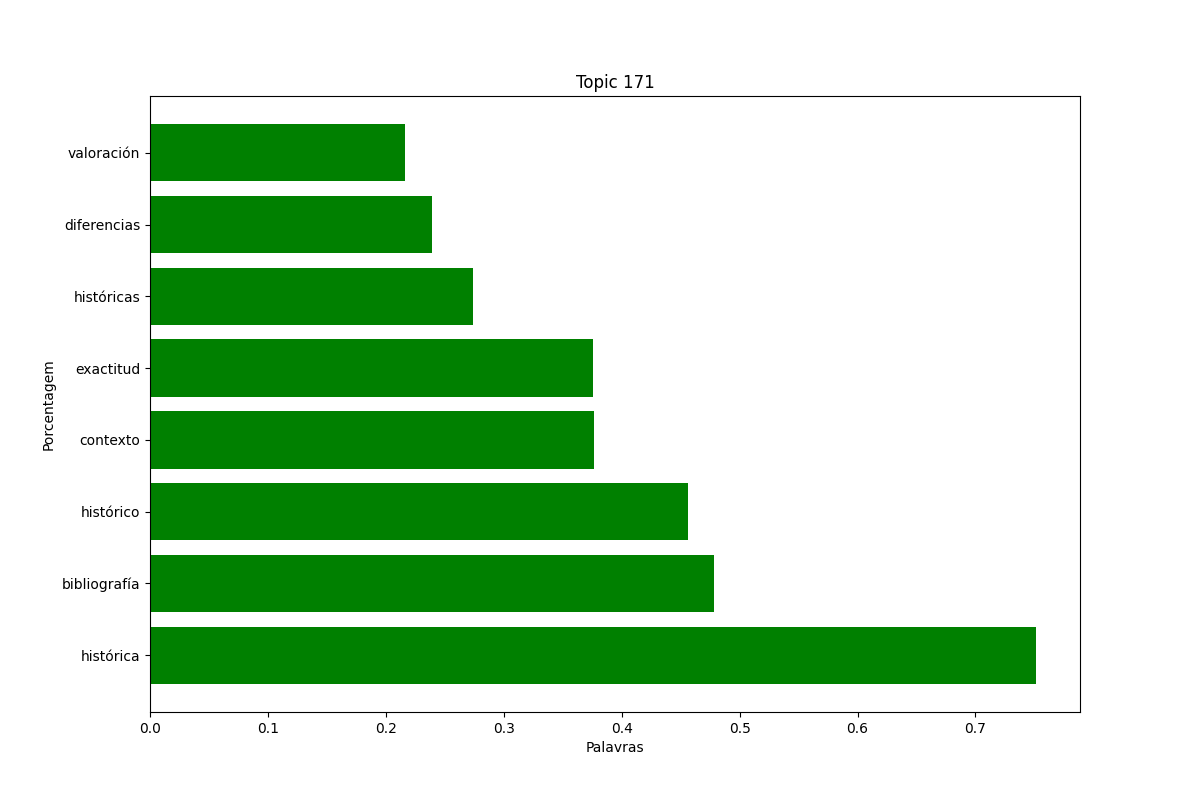 Topic 171
valoración
diferencias
históricas
exactitud
contexto
histórico
bibliografía
histórica
Porcentagem
0.0 0.1 0.2 0.3 0.4 0.5 0.6 0.7
Palavras